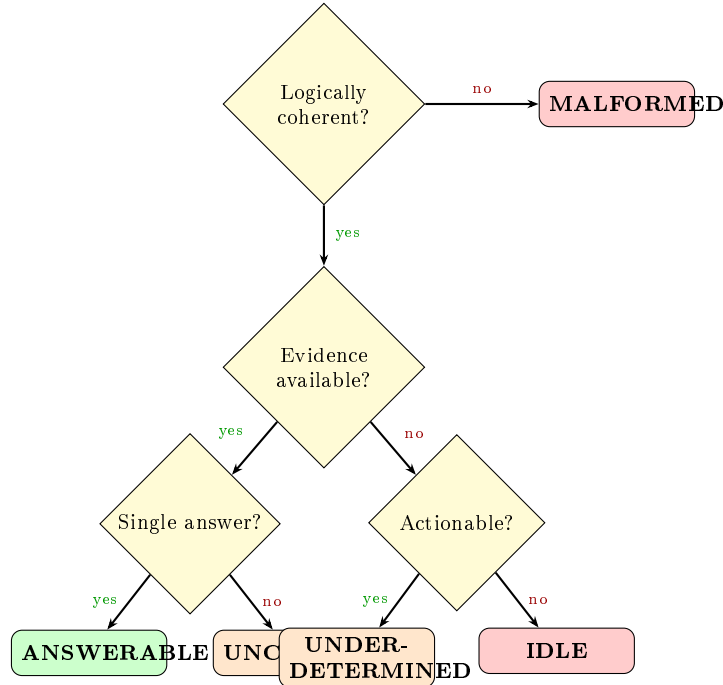 Logically
coherent?
no
MALFORMED
yes
Evidence
available?
yes
no
Single answer?
Actionable?
yes
no
yes
no
ANSWERABLE
UNC
UNDER-
DETERMINED
IDLE